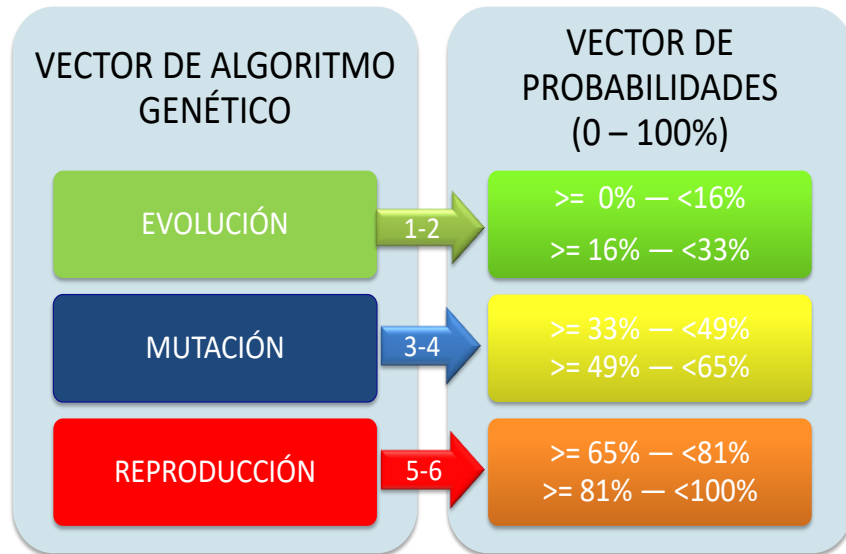 VECTOR DE ALGORITMO
GENÉTICO
EVOLUCIÓN
1-2
MUTACIÓN
3-4
REPRODUCCIÓN
5-6
VECTOR DE
PROBABILIDADES
(0 – 100%)
>= 0% — <16%
>= 16% — <33%
>= 33% — <49%
>= 49% — <65%
>= 65% — <81%
>= 81% — <100%